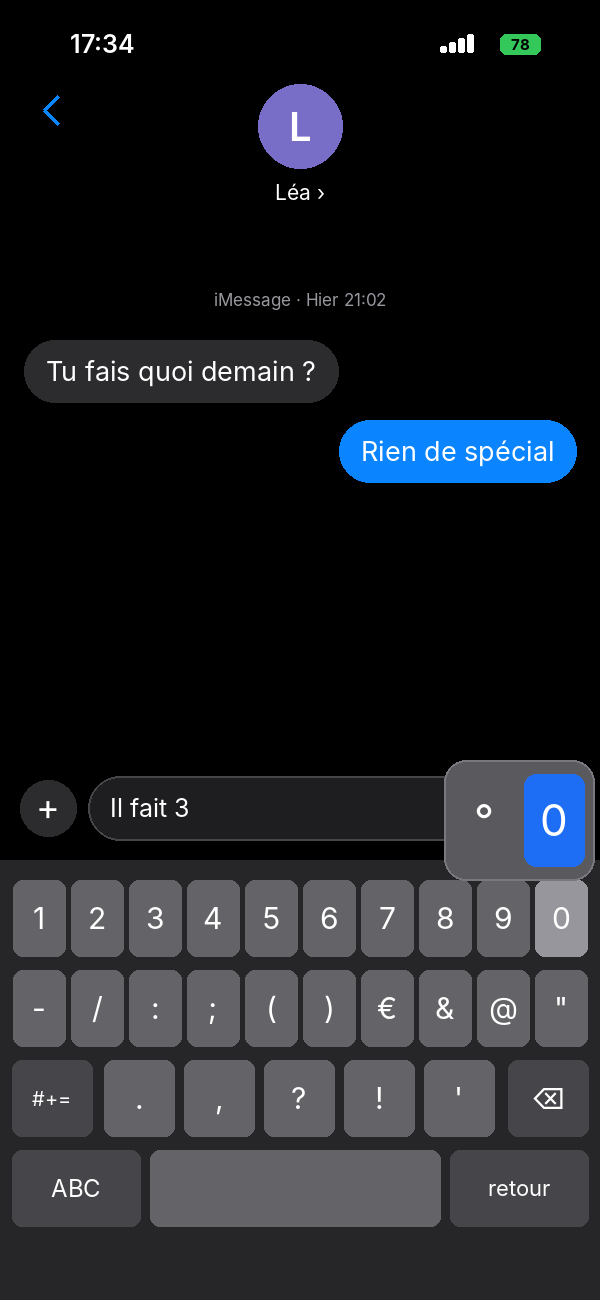 17:34
78
L
Léa ›
iMessage · Hier 21:02
Tu fais quoi demain ?
Rien de spécial
+
Il fait 3
° 0
1 2 3 4 5 6 7 8 9 0
- / : ; ( ) € & @ "
#+= . , ? ! '
ABC retour